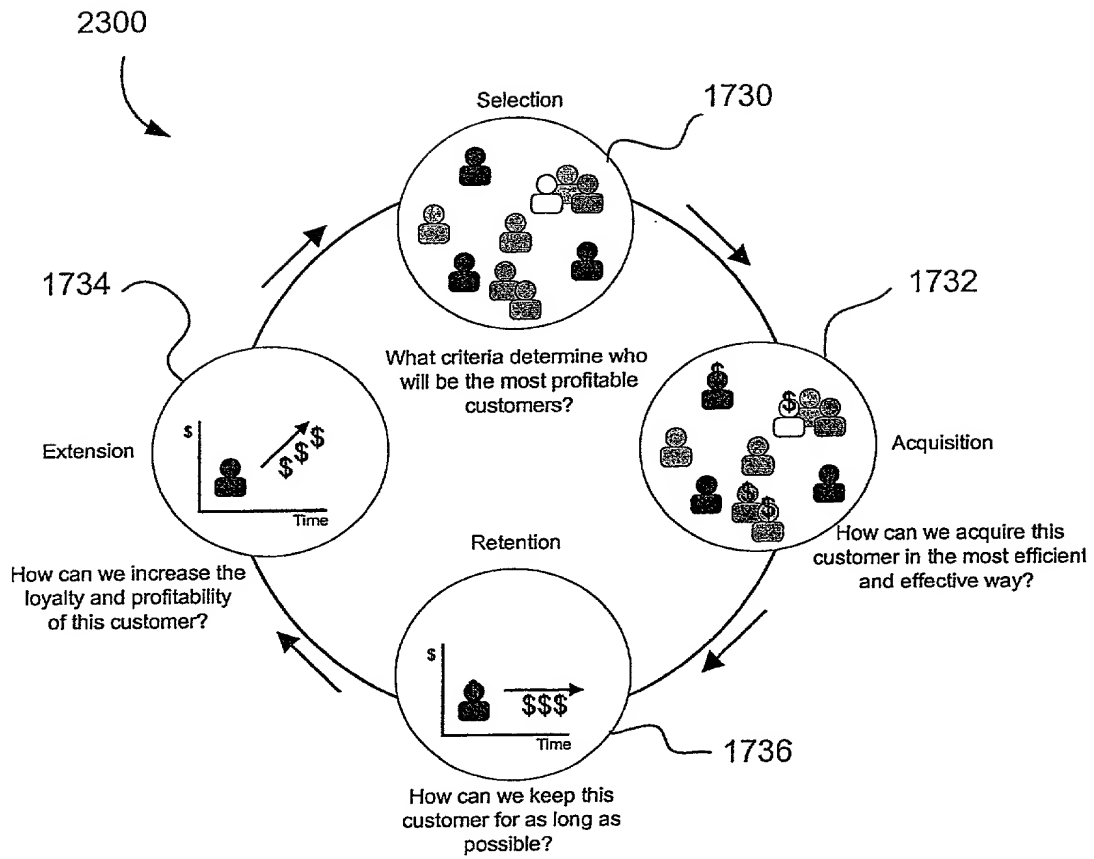 2300
Selection
1730
What criteria determine who
will be the most profitable
customers?
1734
1732
$
$
Acquisition
$
$
How can we acquire this
customer in the most efficient
and effective way?
Extension
$
$ $ $
Time
How can we increase the
loyalty and profitability
of this customer?
Retention
$
$$$
Time
1736
How can we keep this
customer for as long as
possible?